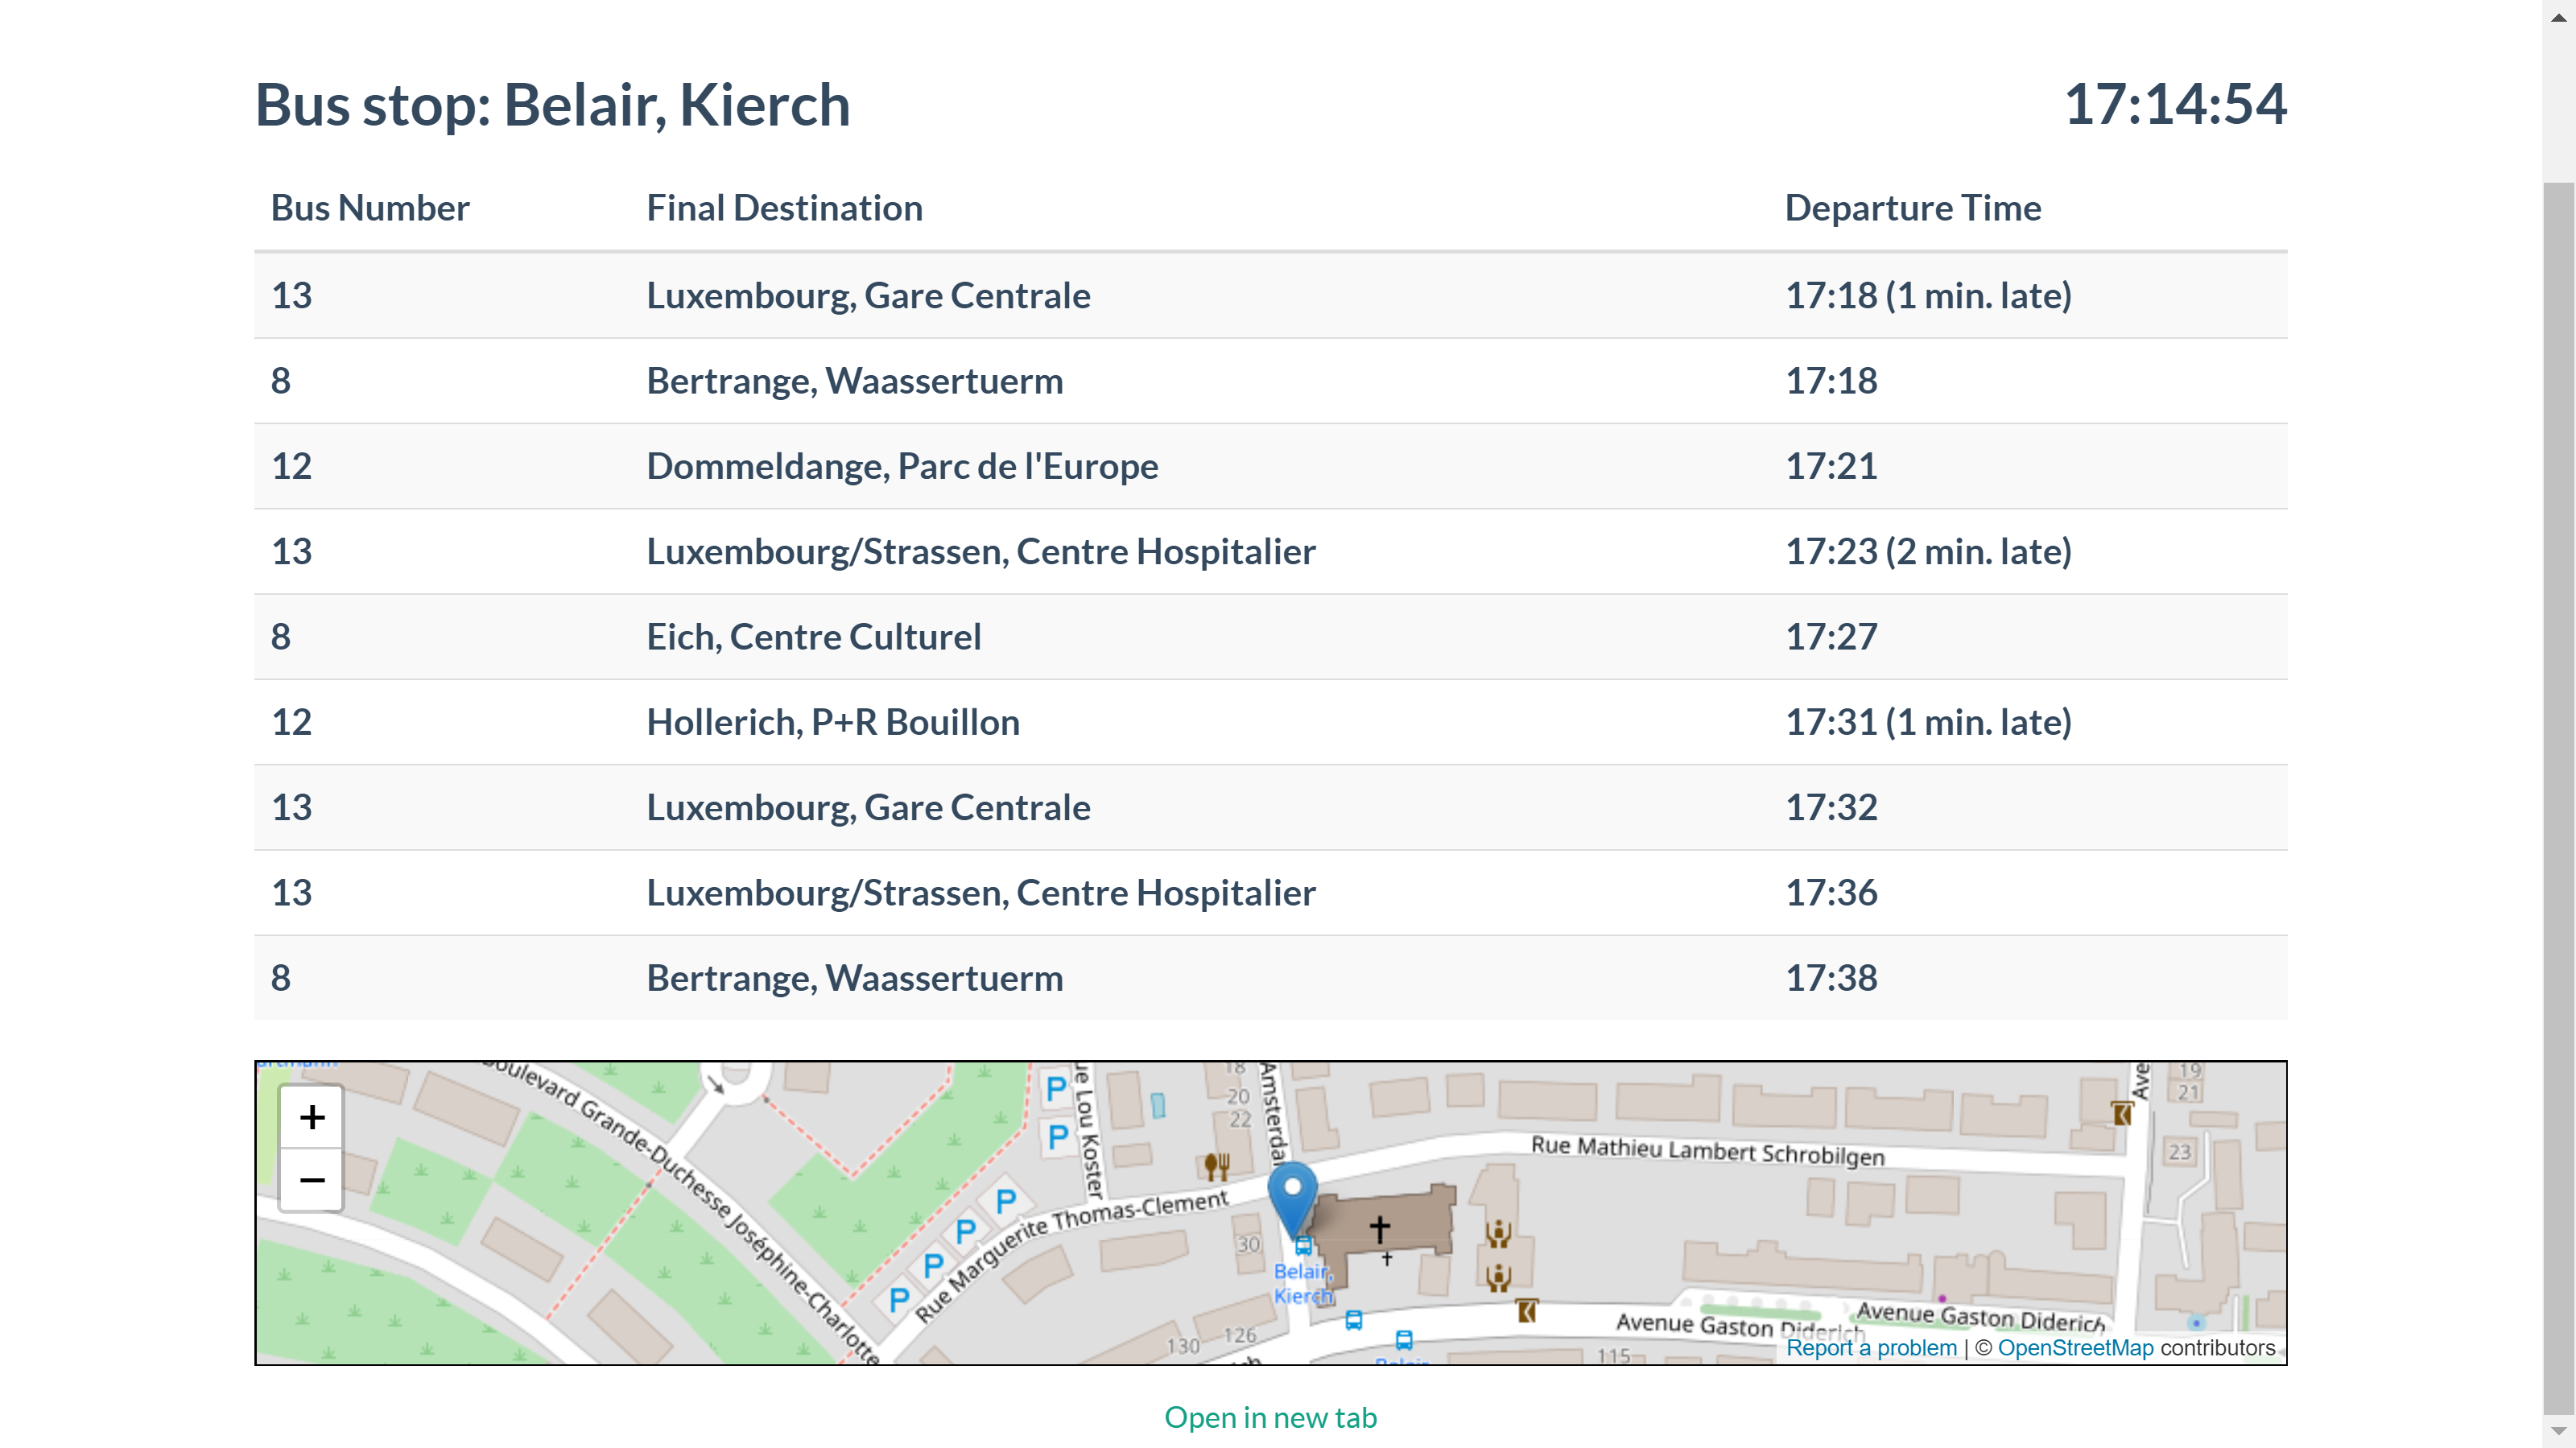 Bus stop: Belair, Kierch 17:14:54
Bus Number Final Destination Departure Time
13 Luxembourg, Gare Centrale 17:18 (1 min. late)
8 Bertrange, Waassertuerm 17:18
12 Dommeldange, Parc de l'Europe 17:21
13 Luxembourg/Strassen, Centre Hospitalier 17:23 (2 min. late)
8 Eich, Centre Culturel 17:27
12 Hollerich, P+R Bouillon 17:31 (1 min. late)
13 Luxembourg, Gare Centrale 17:32
13 Luxembourg/Strassen, Centre Hospitalier 17:36
8 Bertrange, Waassertuerm 17:38
+
−
Boulevard Grande-Duchesse Joséphine-Charlotte
P
P
P
P
P
P
ue Lou Koster
18
20
22
Amsterda
Rue Marguerite Thomas-Clement
Rue Mathieu Lambert Schrobilgen
Ave
19
21
23
30
Belair,
Kierch
130
126
115
Avenue Gaston Diderich
Avenue Gaston Diderich
Belair
Report a problem | © OpenStreetMap contributors
Open in new tab